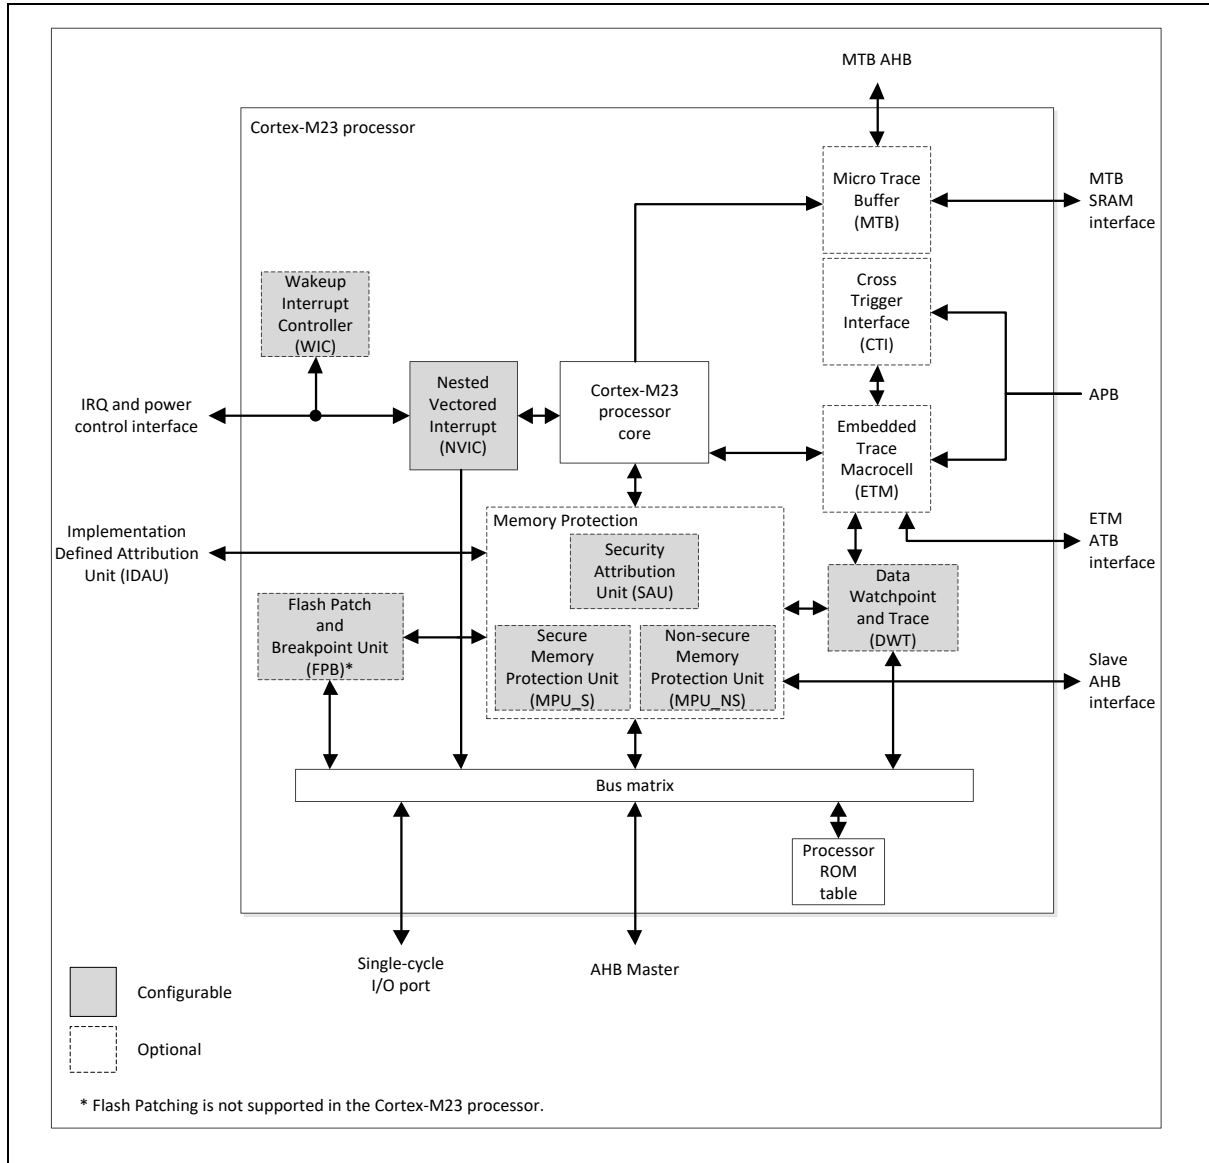 MTB AHB
Cortex-M23 processor
Micro Trace
Buffer
(MTB)
MTB
SRAM
interface
Wakeup
Interrupt
Controller
(WIC)
Cross
Trigger
Interface
(CTI)
IRQ and power
control interface
Nested
Vectored
Interrupt
(NVIC)
Cortex-M23
processor
core
APB
Embedded
Trace
Macrocell
(ETM)
Implementation
Defined Attribution
Unit (IDAU)
Memory Protection
Security
Attribution
Unit (SAU)
ETM
ATB
interface
Data
Watchpoint
and Trace
(DWT)
Flash Patch
and
Breakpoint Unit
(FPB)*
Secure
Memory
Protection Unit
(MPU_S)
Non-secure
Memory
Protection Unit
(MPU_NS)
Slave
AHB
interface
Bus matrix
Processor
ROM
table
Single-cycle
I/O port
AHB Master
Configurable
Optional
* Flash Patching is not supported in the Cortex-M23 processor.